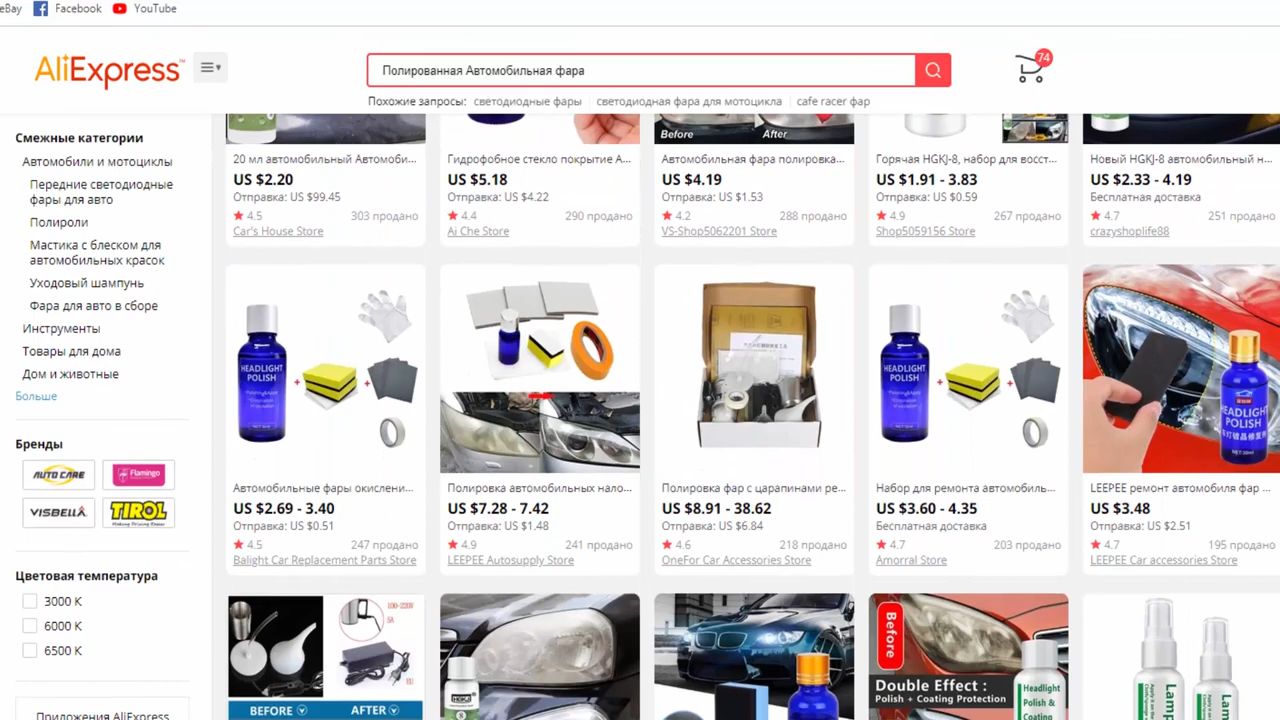 eBay Facebook YouTube
AliExpress™
Полированная Автомобильная фара
74
Похожие запросы: светодиодные фары светодиодная фара для мотоцикла cafe racer фар
Смежные категории
Автомобили и мотоциклы
Передние светодиодные
фары для авто
Полироли
Мастика с блеском для
автомобильных красок
Уходовый шампунь
Фара для авто в сборе
Инструменты
Товары для дома
Дом и животные
Больше
Бренды
AUTO CARE
Flamingo
VISBELLA
TIROL
Making Driving Easier
Цветовая температура
3000 K
6000 K
6500 K
Приложения AliExpress
Before After
20 мл автомобильный Автомоби...
US $2.20
Отправка: US $99.45
4.5 303 продано
Car's House Store
Гидрофобное стекло покрытие А...
US $5.18
Отправка: US $4.22
4.4 290 продано
Ai Che Store
Автомобильная фара полировка...
US $4.19
Отправка: US $1.53
4.2 288 продано
VS-Shop5062201 Store
Горячая HGKJ-8, набор для восст...
US $1.91 - 3.83
Отправка: US $0.59
4.9 267 продано
Shop5059156 Store
Новый HGKJ-8 автомобильный н...
US $2.33 - 4.19
Бесплатная доставка
4.7 251 продано
crazyshoplife88
HEADLIGHT
POLISH
Автомобильные фары окислени...
US $2.69 - 3.40
Отправка: US $0.51
4.5 247 продано
Balight Car Replacement Parts Store
Полировка автомобильных нало...
US $7.28 - 7.42
Отправка: US $1.48
4.9 241 продано
LEEPEE Autosupply Store
Полировка фар с царапинами ре...
US $8.91 - 38.62
Отправка: US $6.84
4.6 218 продано
OneFor Car Accessories Store
HEADLIGHT
POLISH
Набор для ремонта автомобиль...
US $3.60 - 4.35
Бесплатная доставка
4.7 203 продано
Amorral Store
HEADLIGHT
POLISH
LEEPEE ремонт автомобиля фар ...
US $3.48
Отправка: US $2.51
4.7 195 продано
LEEPEE Car accessories Store
100-220V
5A
EU
BEFORE AFTER
HGKJ
Before
Double Effect :
Polish + Coating Protection
Headlight
Polish &
Coating
Lamp
Lamp